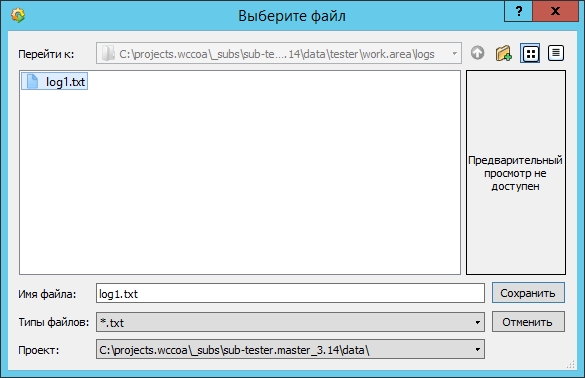 Выберите файл
?
Перейти к: C:\projects.wccoa\_subs\sub-te....14\data\tester\work.area\logs
log1.txt
Предварительный
просмотр не
доступен
Имя файла: log1.txt Сохранить
Типы файлов: *.txt Отменить
Проект: C:\projects.wccoa\_subs\sub-tester.master_3.14\data\